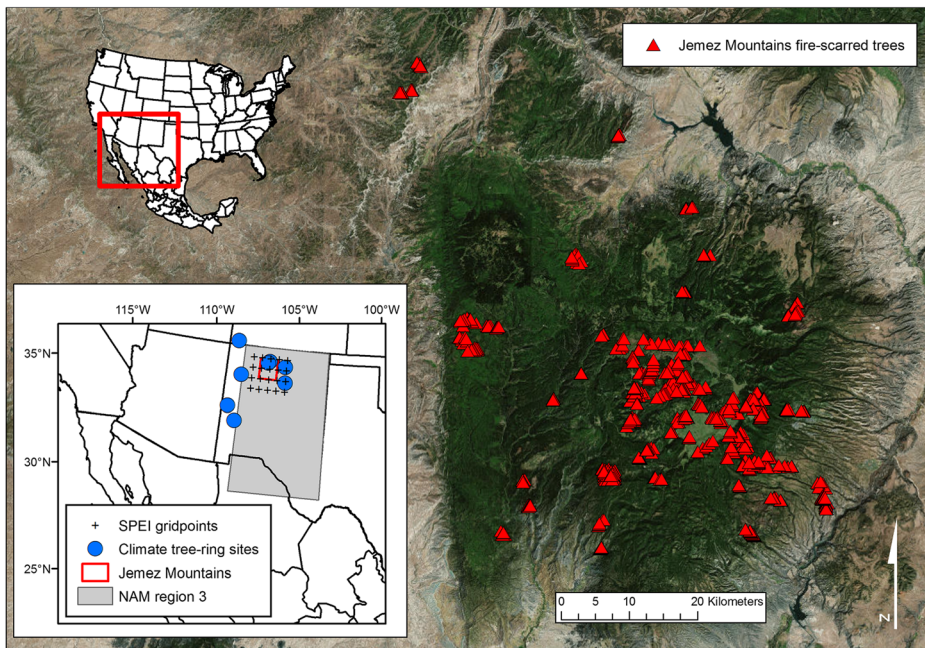 Jemez Mountains fire-scarred trees
115°W 110°W 105°W 100°W
35°N
30°N
25°N
SPEI gridpoints
Climate tree-ring sites
Jemez Mountains
NAM region 3
0 5 10 20 Kilometers
N